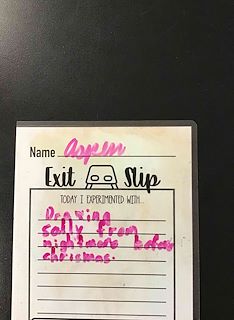 Name Aspen
Exit Slip
TODAY I EXPERIMENTED WITH...
Drawing
sally from
nightmare before
christmas.